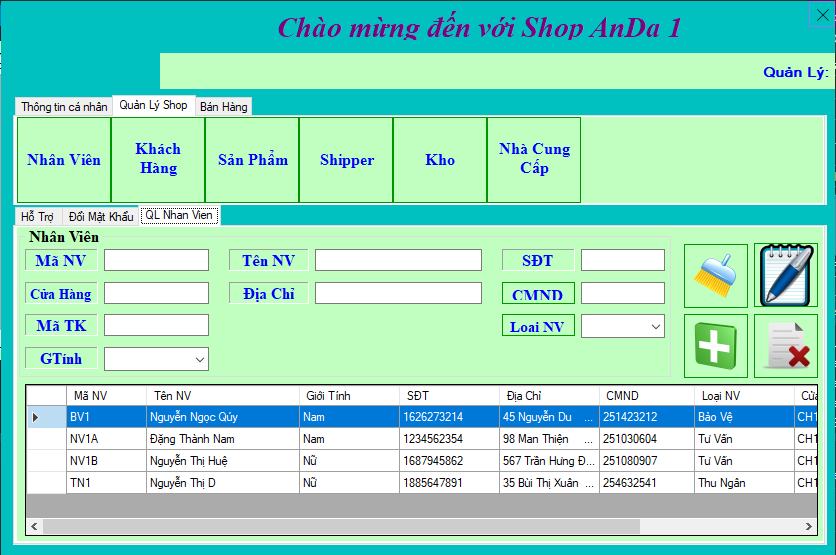 Chào mừng đến với Shop AnDa 1
Quản Lý:
Thông tin cá nhân Quản Lý Shop Bán Hàng
Nhân Viên
Khách Hàng
Sản Phẩm
Shipper
Kho
Nhà Cung Cấp
Hỗ Trợ Đổi Mật Khẩu QL Nhan Vien
Nhân Viên
Mã NV Tên NV SĐT
Cửa Hàng Địa Chỉ CMND
Mã TK Loại NV
GTính
Mã NV Tên NV Giới Tính SĐT Địa Chỉ CMND Loại NV Cửa
BV1 Nguyễn Ngọc Qúy Nam 1626273214 45 Nguyễn Du ... 251423212 Bảo Vệ CH1
NV1A Đặng Thành Nam Nam 1234562354 98 Man Thiện ... 251030604 Tư Vấn CH1
NV1B Nguyễn Thị Huệ Nữ 1687945862 567 Trần Hưng Đ... 251080907 Tư Vấn CH1
TN1 Nguyễn Thị D Nữ 1885647891 35 Bùi Thị Xuân ... 254632541 Thu Ngân CH1